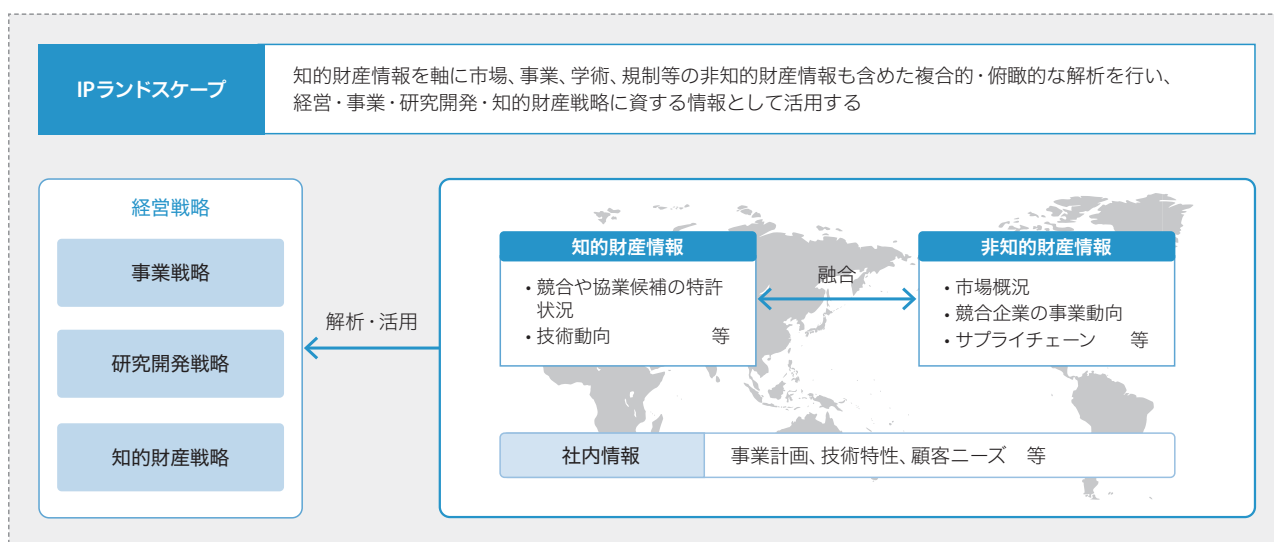 IPランドスケープ
知的財産情報を軸に市場、事業、学術、規制等の非知的財産情報も含めた複合的・俯瞰的な解析を行い、
経営・事業・研究開発・知的財産戦略に資する情報として活用する
経営戦略
事業戦略
研究開発戦略
知的財産戦略
解析・活用
知的財産情報
・競合や協業候補の特許
状況
・技術動向 等
融合
非知的財産情報
・市場概況
・競合企業の事業動向
・サプライチェーン 等
社内情報
事業計画、技術特性、顧客ニーズ 等